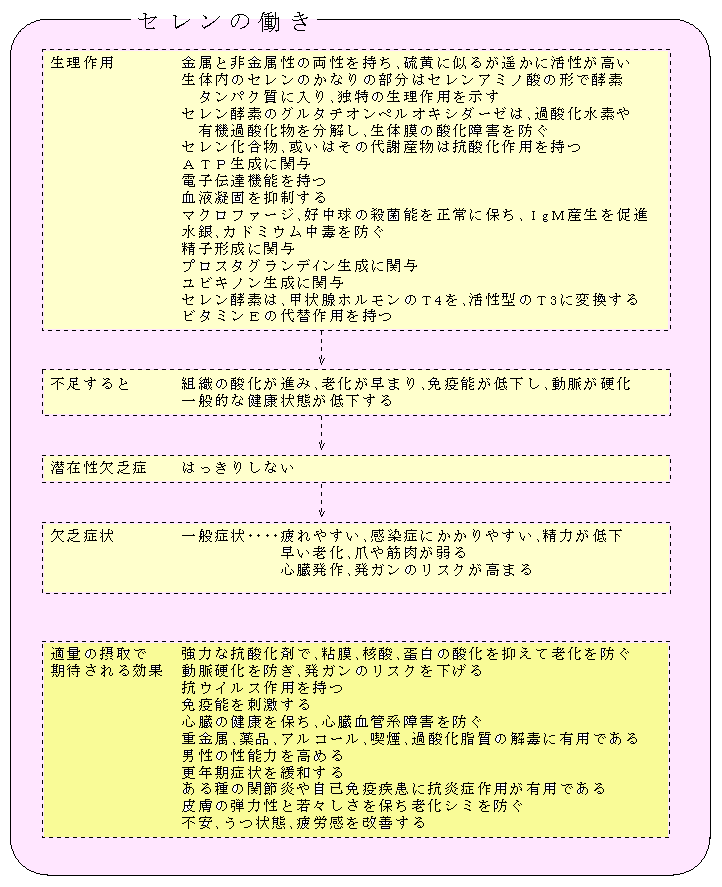 セレンの働き
生理作用 金属と非金属性の両性を持ち、硫黄に似るが遥かに活性が高い
生体内のセレンのかなりの部分はセレンアミノ酸の形で酵素
タンパク質に入り、独特の生理作用を示す
セレン酵素のグルタチオンペルオキシダーゼは、過酸化水素や
有機過酸化物を分解し、生体膜の酸化障害を防ぐ
セレン化合物、或いはその代謝産物は抗酸化作用を持つ
ＡＴＰ生成に関与
電子伝達機能を持つ
血液凝固を抑制する
マクロファージ、好中球の殺菌能を正常に保ち、ＩgＭ産生を促進
水銀、カドミウム中毒を防ぐ
精子形成に関与
プロスタグランディン生成に関与
ユビキノン生成に関与
セレン酵素は、甲状腺ホルモンのＴ4を、活性型のＴ3に変換する
ビタミンＥの代替作用を持つ
不足すると 組織の酸化が進み、老化が早まり、免疫能が低下し、動脈が硬化
一般的な健康状態が低下する
潜在性欠乏症 はっきりしない
欠乏症状 一般症状････疲れやすい、感染症にかかりやすい、精力が低下
早い老化、爪や筋肉が弱る
心臓発作、発ガンのリスクが高まる
適量の摂取で 強力な抗酸化剤で、粘膜、核酸、蛋白の酸化を抑えて老化を防ぐ
期待される効果 動脈硬化を防ぎ、発ガンのリスクを下げる
抗ウイルス作用を持つ
免疫能を刺激する
心臓の健康を保ち、心臓血管系障害を防ぐ
重金属、薬品、アルコール、喫煙、過酸化脂質の解毒に有用である
男性の性能力を高める
更年期症状を緩和する
ある種の関節炎や自己免疫疾患に抗炎症作用が有用である
皮膚の弾力性と若々しさを保ち老化シミを防ぐ
不安、うつ状態、疲労感を改善する